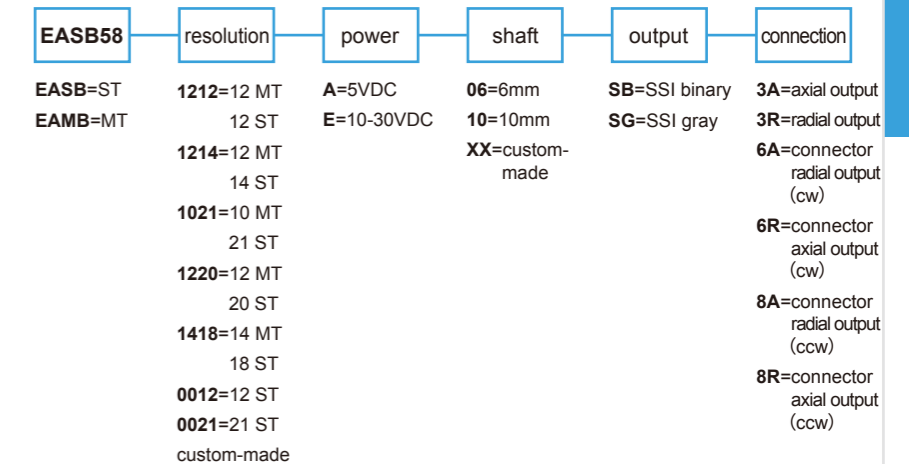 EASB58
resolution
power
shaft
output
connection
EASB=ST
EAMB=MT
1212=12 MT
12 ST
1214=12 MT
14 ST
1021=10 MT
21 ST
1220=12 MT
20 ST
1418=14 MT
18 ST
0012=12 ST
0021=21 ST
custom-made
A=5VDC
E=10-30VDC
06=6mm
10=10mm
XX=custom-
made
SB=SSI binary
SG=SSI gray
3A=axial output
3R=radial output
6A=connector
radial output
（cw）
6R=connector
axial output
（cw）
8A=connector
radial output
（ccw）
8R=connector
axial output
（ccw）